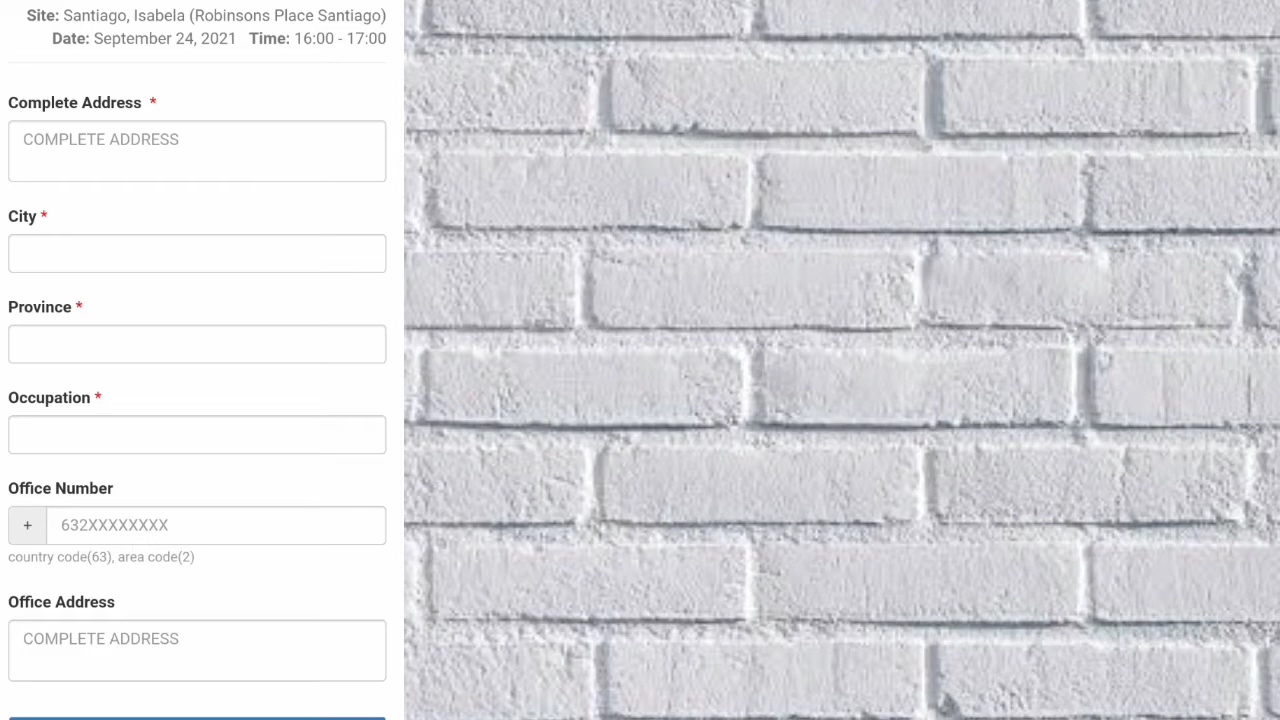 Site: Santiago, Isabela (Robinsons Place Santiago)
Date: September 24, 2021 Time: 16:00 - 17:00
Complete Address *
COMPLETE ADDRESS
City *
Province *
Occupation *
Office Number
+ 632XXXXXXXX
country code(63), area code(2)
Office Address
COMPLETE ADDRESS